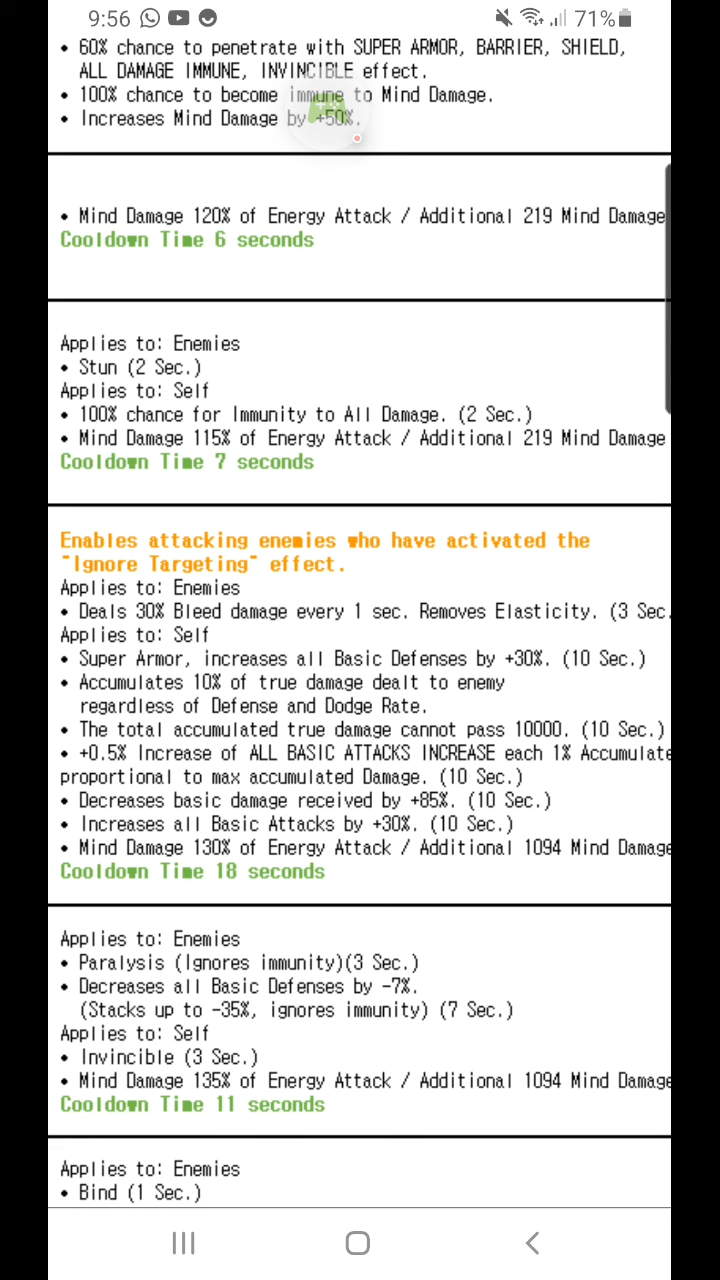 9:56 71%
• 60% chance to penetrate with SUPER ARMOR, BARRIER, SHIELD,
ALL DAMAGE IMMUNE, INVINCIBLE effect.
• 100% chance to become immune to Mind Damage.
• Increases Mind Damage by +50%.
• Mind Damage 120% of Energy Attack / Additional 219 Mind Damage
Cooldown Time 6 seconds
Applies to: Enemies
• Stun (2 Sec.)
Applies to: Self
• 100% chance for Immunity to All Damage. (2 Sec.)
• Mind Damage 115% of Energy Attack / Additional 219 Mind Damage
Cooldown Time 7 seconds
Enables attacking enemies who have activated the
"Ignore Targeting" effect.
Applies to: Enemies
• Deals 30% Bleed damage every 1 sec. Removes Elasticity. (3 Sec.
Applies to: Self
• Super Armor, increases all Basic Defenses by +30%. (10 Sec.)
• Accumulates 10% of true damage dealt to enemy
regardless of Defense and Dodge Rate.
• The total accumulated true damage cannot pass 10000. (10 Sec.)
• +0.5% Increase of ALL BASIC ATTACKS INCREASE each 1% Accumulate
proportional to max accumulated Damage. (10 Sec.)
• Decreases basic damage received by +85%. (10 Sec.)
• Increases all Basic Attacks by +30%. (10 Sec.)
• Mind Damage 130% of Energy Attack / Additional 1094 Mind Damage
Cooldown Time 18 seconds
Applies to: Enemies
• Paralysis (Ignores immunity)(3 Sec.)
• Decreases all Basic Defenses by -7%.
(Stacks up to -35%, ignores immunity) (7 Sec.)
Applies to: Self
• Invincible (3 Sec.)
• Mind Damage 135% of Energy Attack / Additional 1094 Mind Damage
Cooldown Time 11 seconds
Applies to: Enemies
• Bind (1 Sec.)